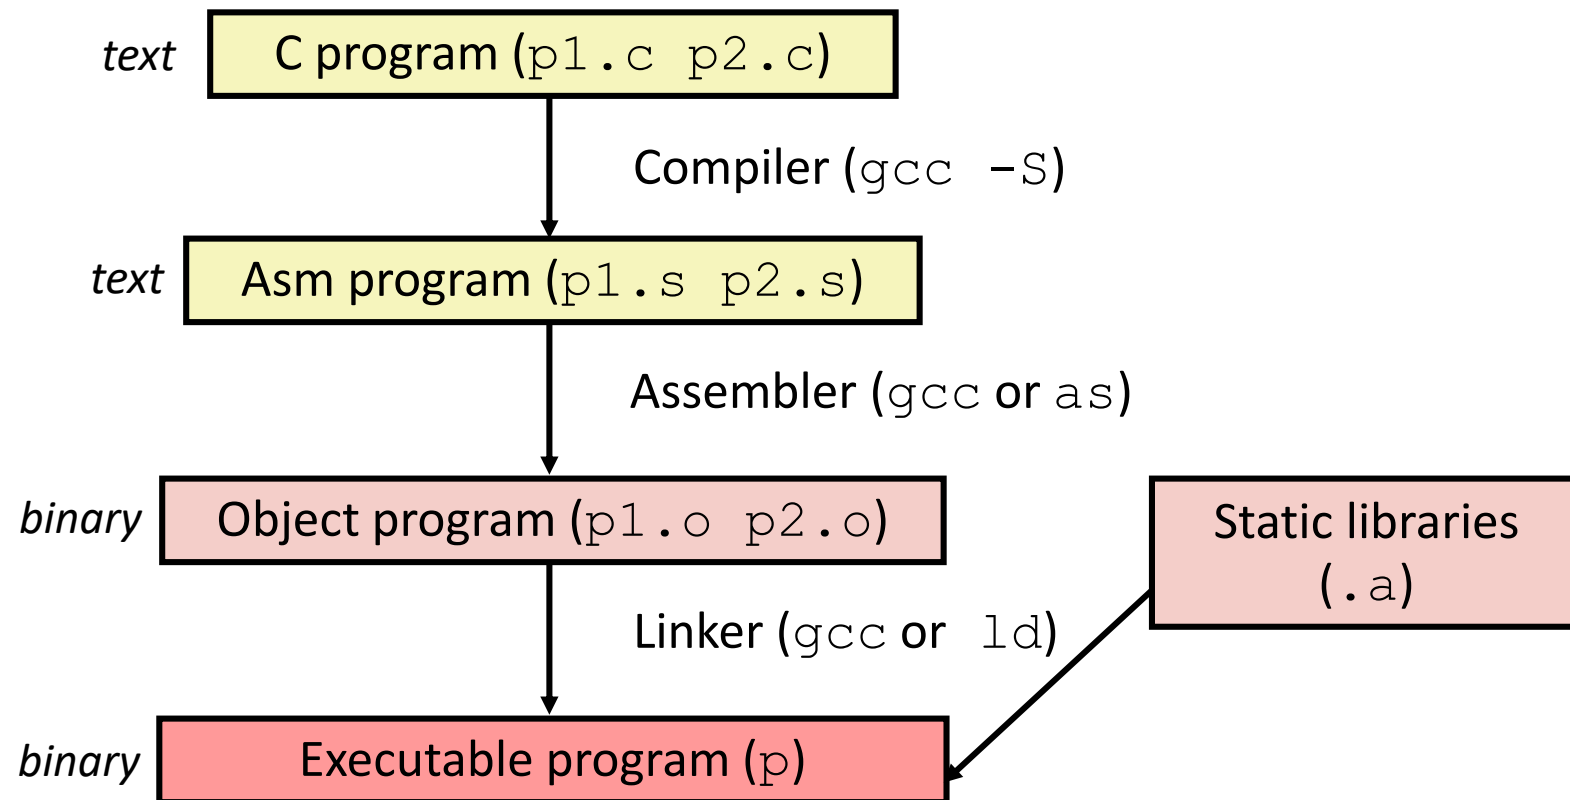 text
C program (p1.c p2.c)
Compiler (gcc –S)
text
Asm program (p1.s p2.s)
Assembler (gcc or as)
binary
Object program (p1.o p2.o)
Static libraries
(.a)
Linker (gcc or ld)
binary
Executable program (p)